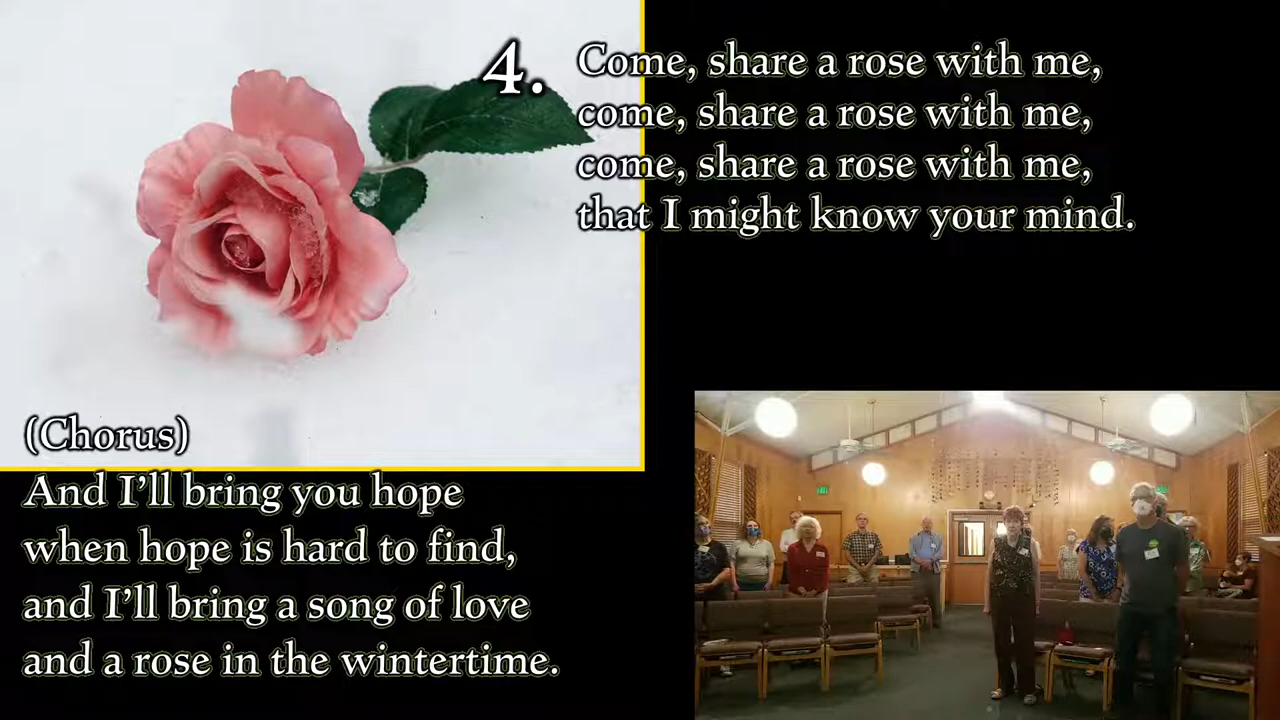 4. Come, share a rose with me,
come, share a rose with me,
come, share a rose with me,
that I might know your mind.
(Chorus)
And I'll bring you hope
when hope is hard to find,
and I'll bring a song of love
and a rose in the wintertime.